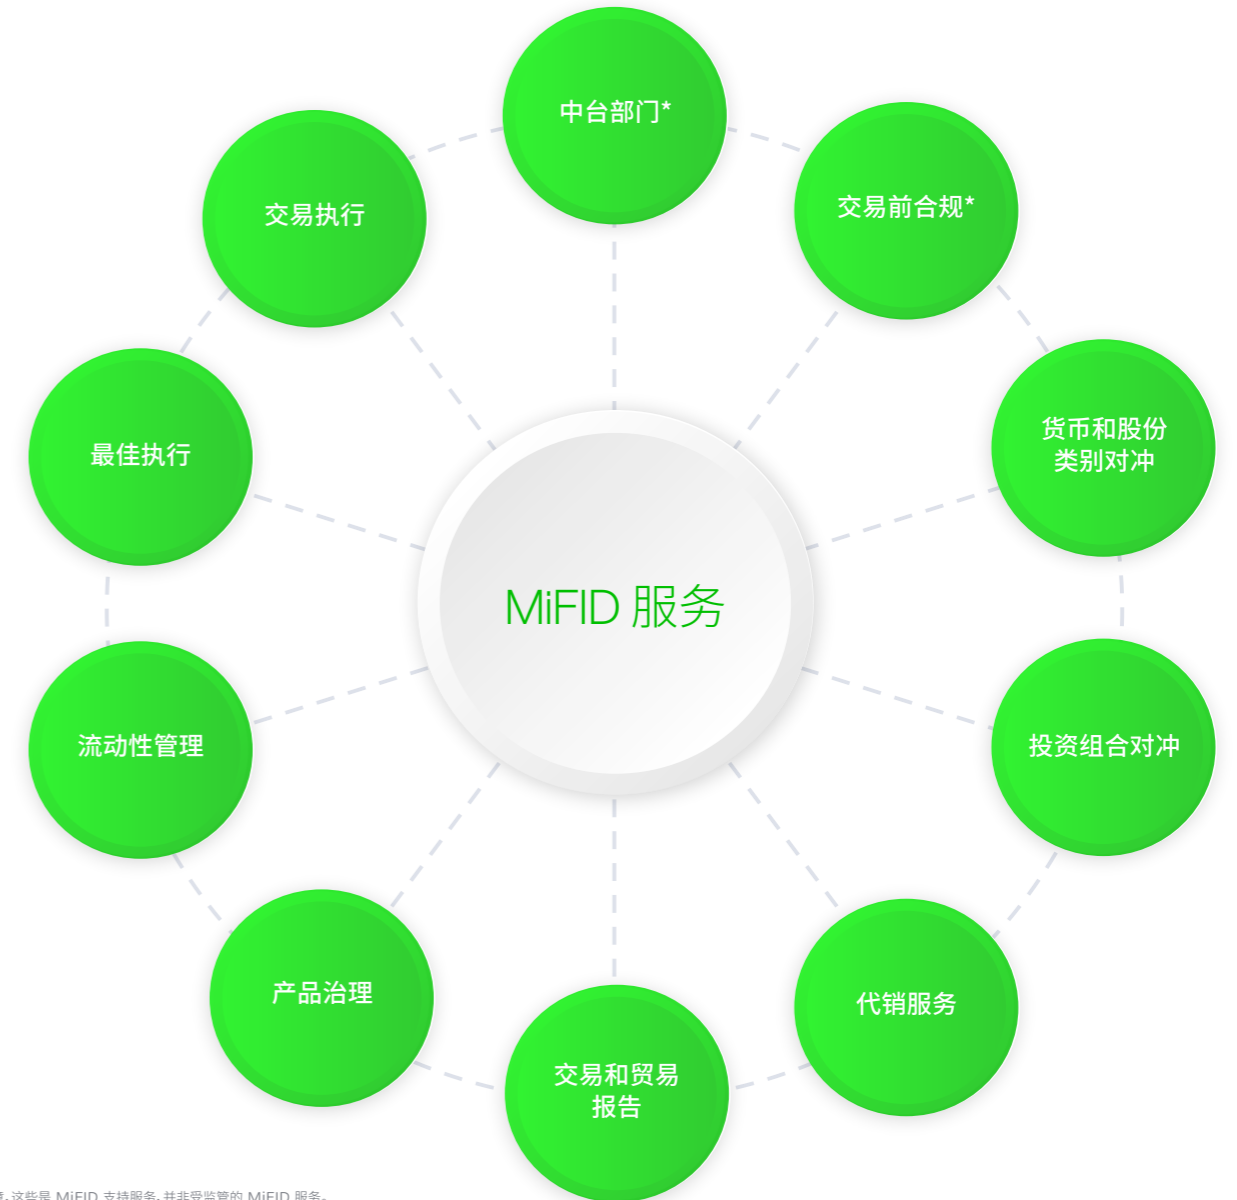 中台部门*
交易前合规*
交易执行
货币和股份
类别对冲
最佳执行
MiFID 服务
流动性管理
投资组合对冲
产品治理
代销服务
交易和贸易
报告
,这些是 MiFID 支持服务,并非受监管的 MiFID 服务。